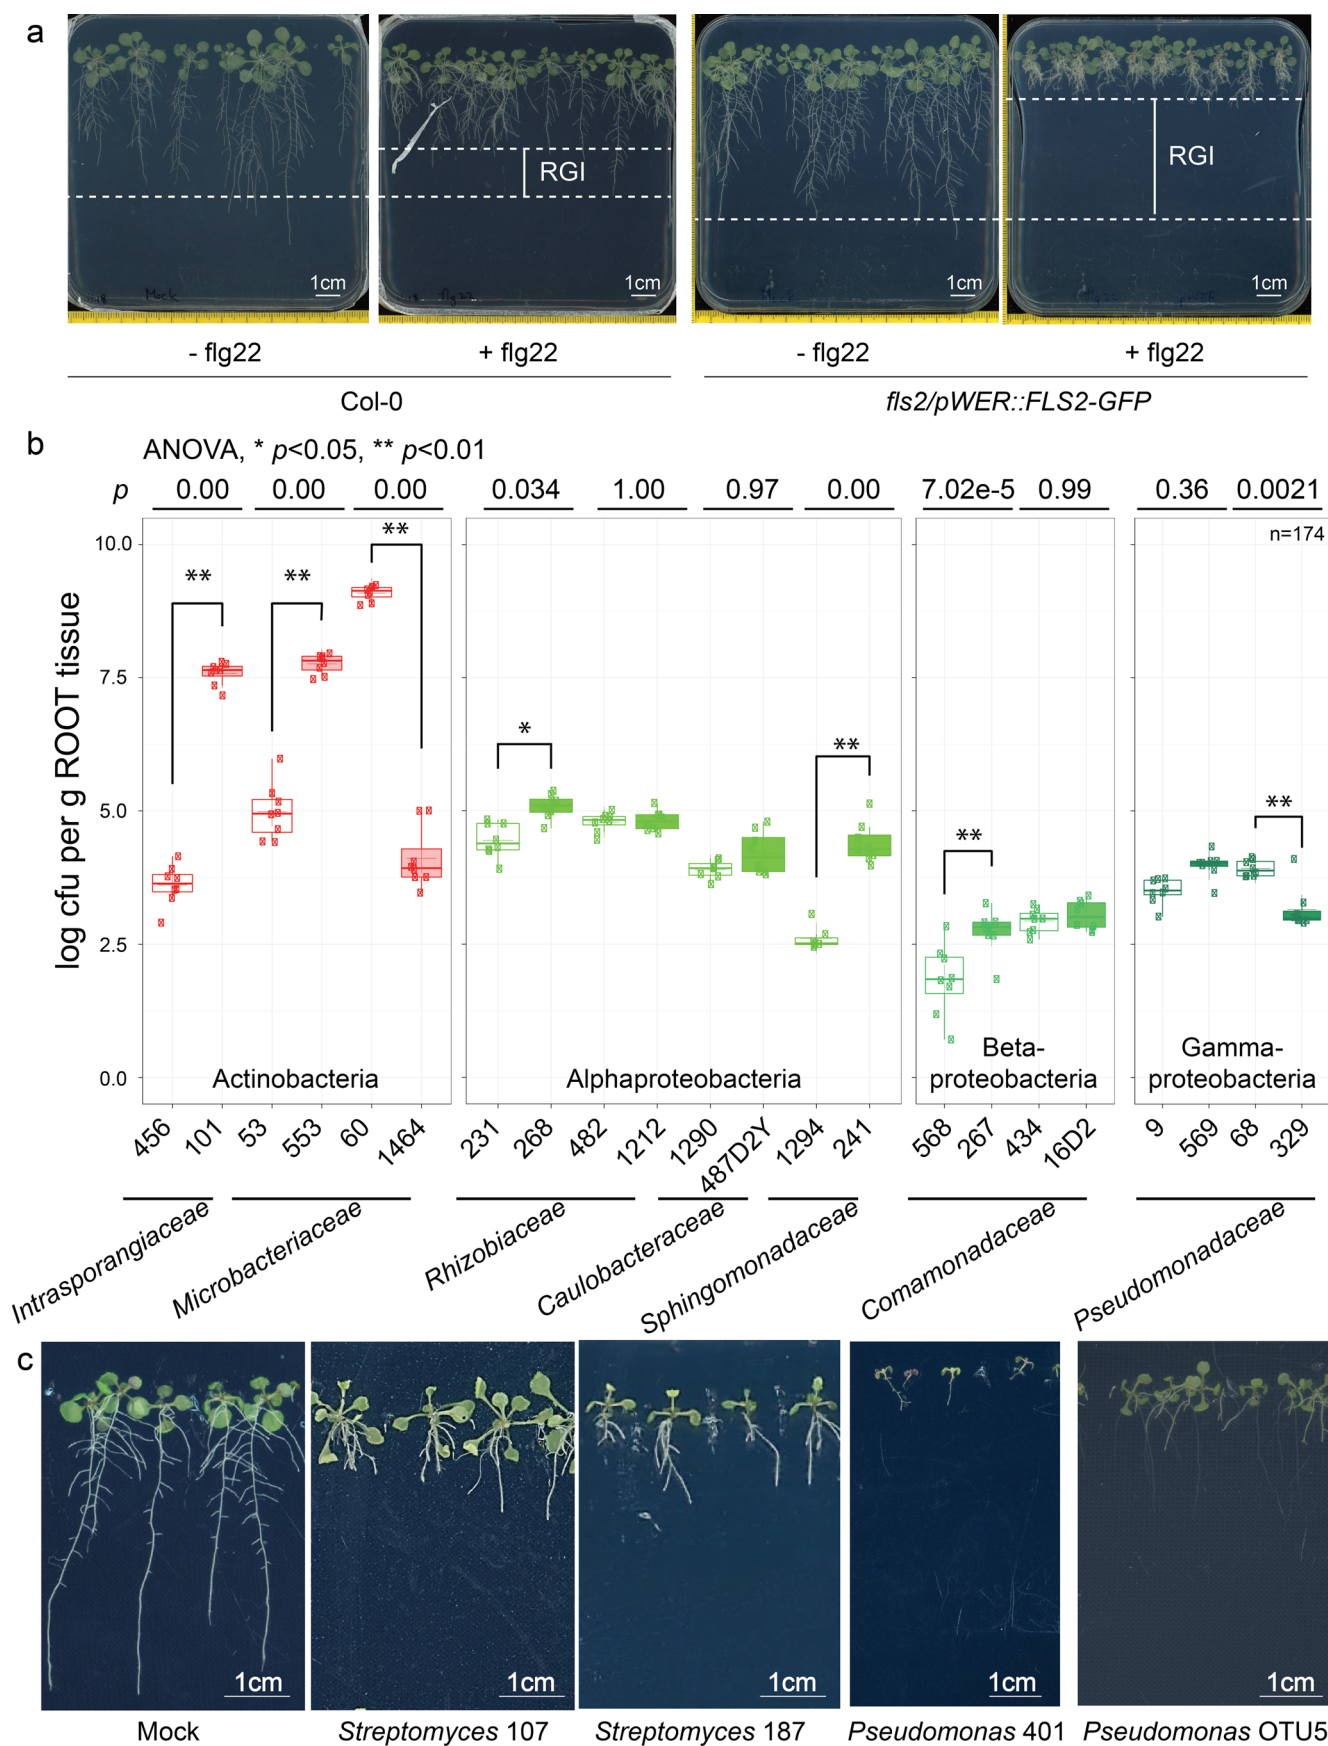 a
RGI
RGI
1cm
1cm
1cm
1cm
Mock
flg22
- flg22
+ flg22
- flg22
+ flg22
Col-0
fls2/pWER::FLS2-GFP
b
ANOVA, * p<0.05, ** p<0.01
p 0.00 0.00 0.00 0.034 1.00 0.97 0.00 7.02e-5 0.99 0.36 0.0021
n=174
log cfu per g ROOT tissue
10.0
7.5
5.0
2.5
0.0
** ** ** * ** ** **
Actinobacteria
Alphaproteobacteria
Beta-
proteobacteria
Gamma-
proteobacteria
456 101 53 553 60 1464 231 268 482 1212 1290 487D2Y 1294 241 568 267 434 16D2 9 569 68 329
Intrasporangiaceae
Microbacteriaceae
Rhizobiaceae
Caulobacteraceae
Sphingomonadaceae
Comamonadaceae
Pseudomonadaceae
c
1cm
1cm
1cm
1cm
1cm
Mock
Streptomyces 107
Streptomyces 187
Pseudomonas 401
Pseudomonas OTU5